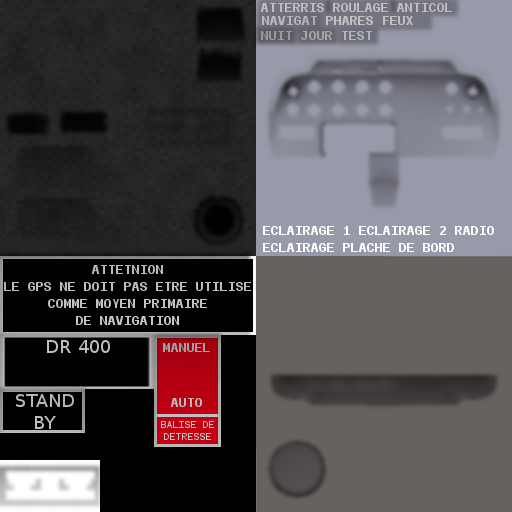 ATTERRIS ROULAGE ANTICOL
NAVIGAT PHARES FEUX
NUIT JOUR TEST
ECLAIRAGE 1 ECLAIRAGE 2 RADIO
ECLAIRAGE PLACHE DE BORD
ATTETNION
LE GPS NE DOIT PAS ETRE UTILISE
COMME MOYEN PRIMAIRE
DE NAVIGATION
DR 400
STAND
BY
MANUEL
AUTO
BALISE DE
DETRESSE